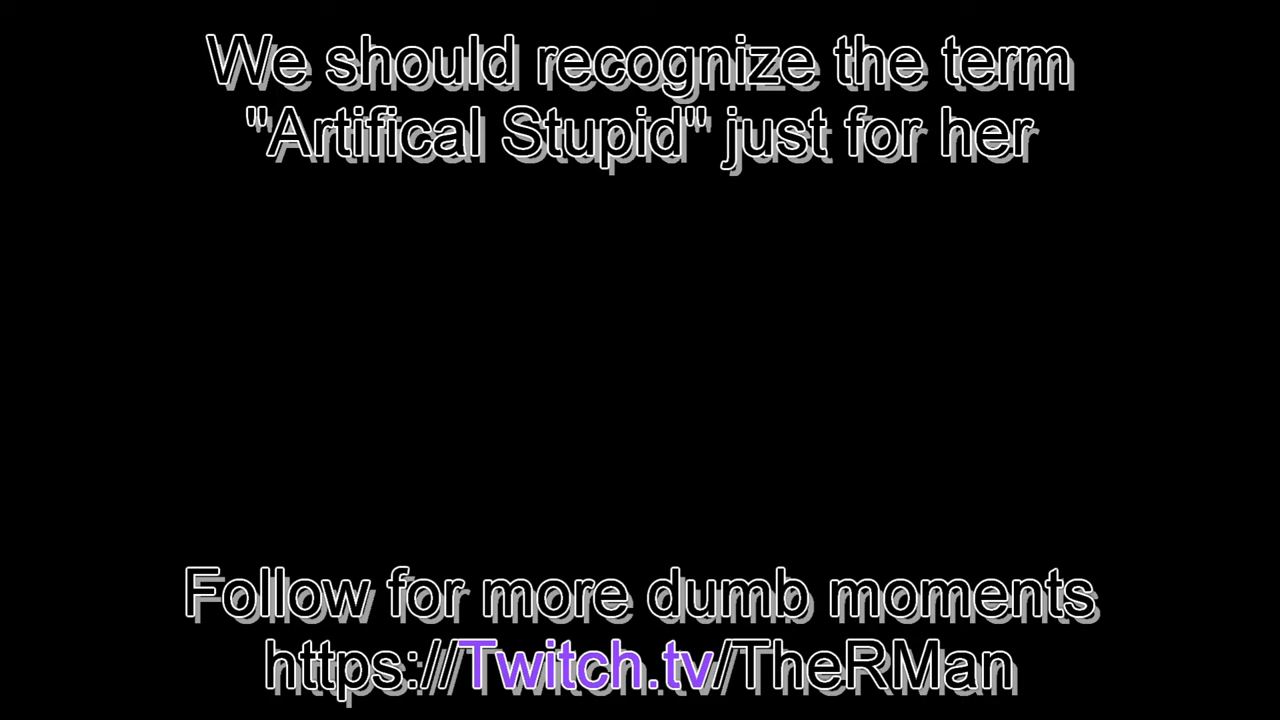 We should recognize the term
"Artifical Stupid" just for her
Follow for more dumb moments
https://Twitch.tv/TheRMan